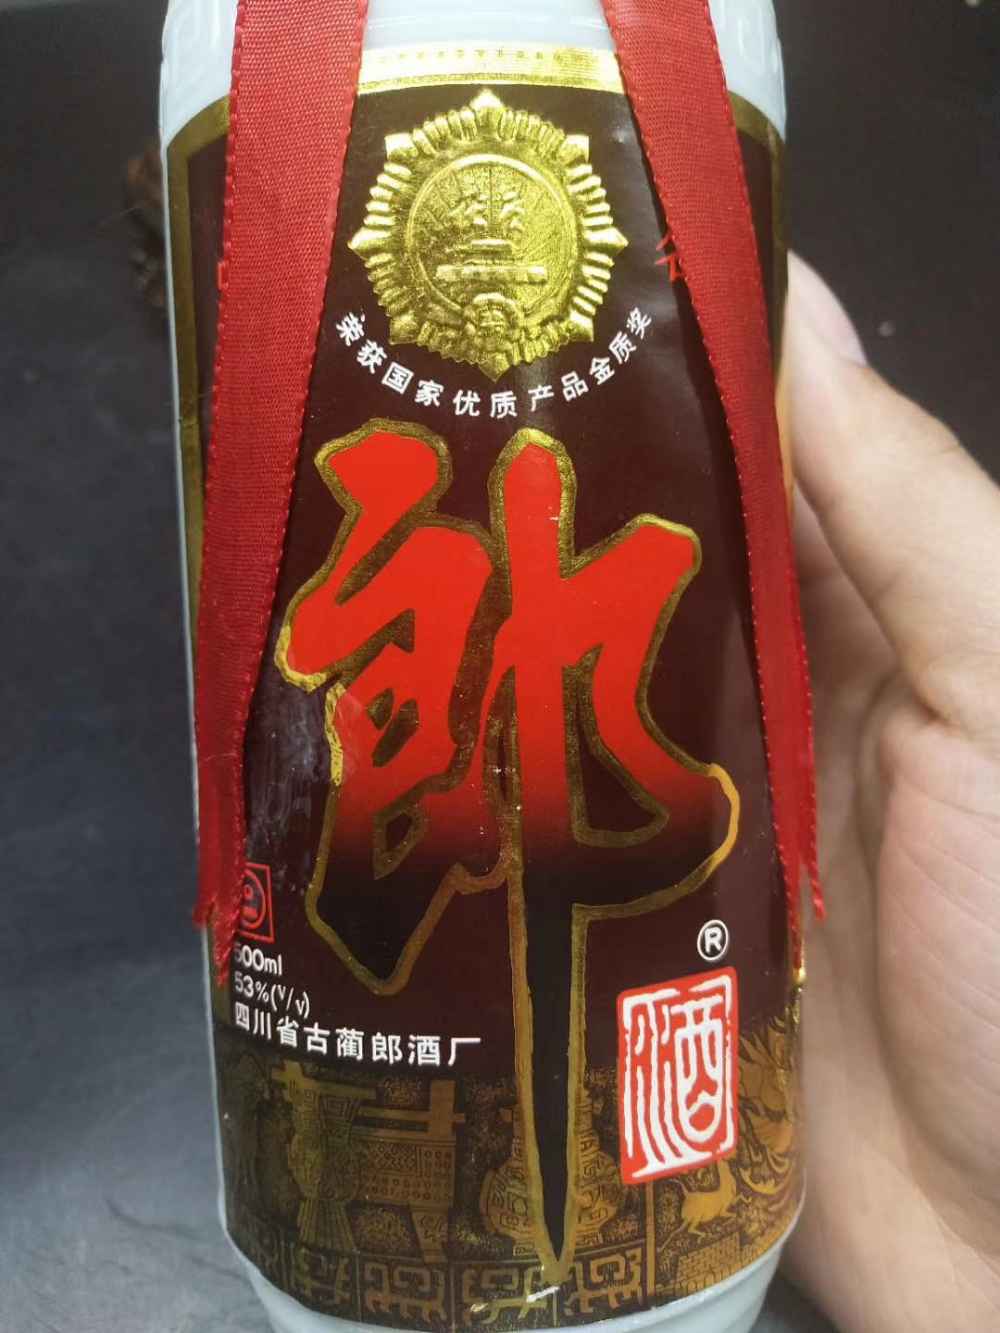 荣获国家优质产品金质奖
郎
®
酒
500ml
53%(V/V)
四川省古蔺郎酒厂